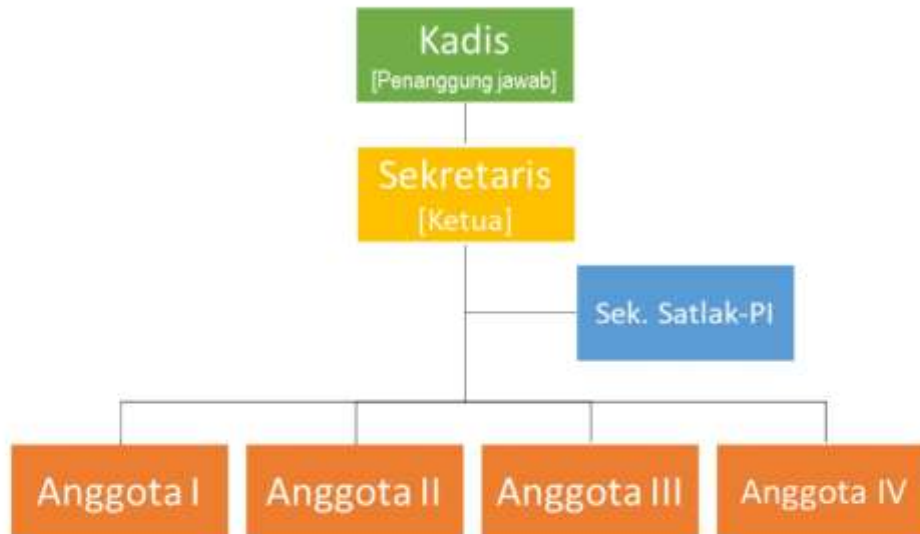 Kadis
[Penanggung jawab]
Sekretaris
[Ketua]
Sek. Satlak-PI
Anggota I
Anggota II
Anggota III
Anggota IV